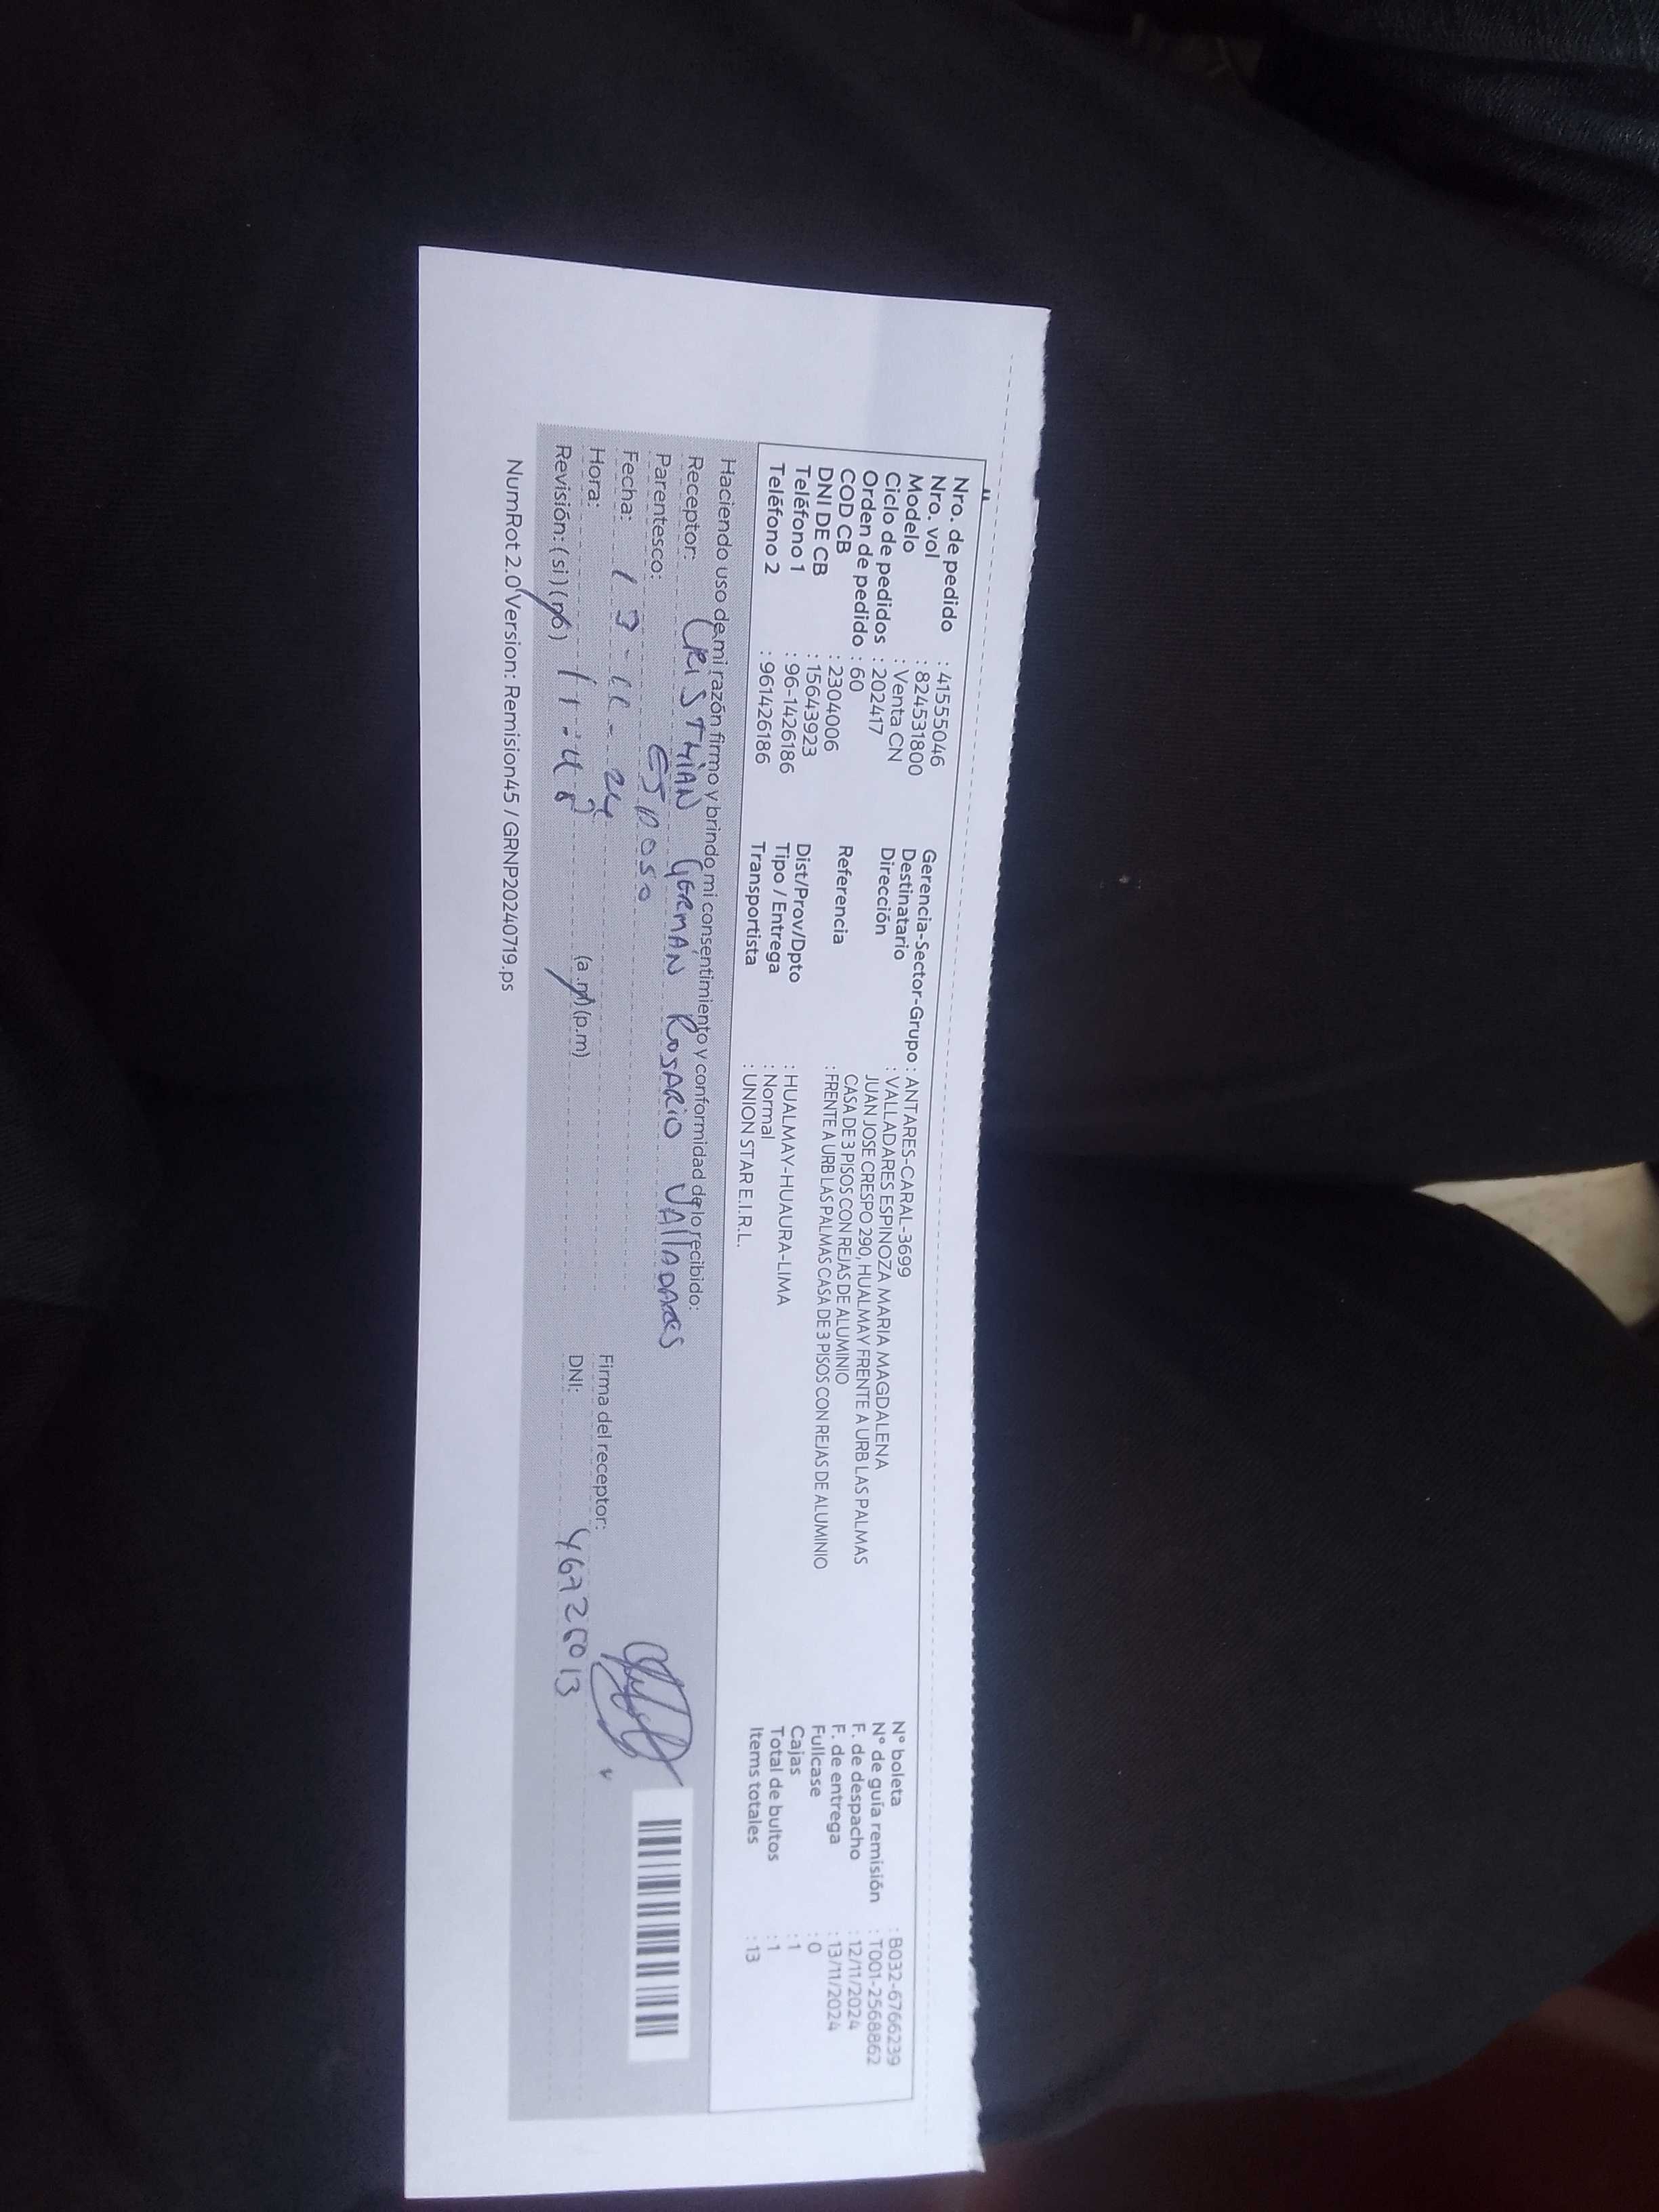 Nro. de pedido : 41555046
Nro. vol : 824531800
Modelo : Venta CN
Ciclo de pedidos : 202417
Orden de pedido : 60
COD CB : 2304006
DNI DE CB : 15643923
Teléfono 1 : 96-1426186
Teléfono 2 : 961426186
Gerencia-Sector-Grupo : ANTARES-CARAL-3699
Destinatario : VALLADARES ESPINOZA MARIA MAGDALENA
Dirección JUAN JOSE CRESPO 290, HUALMAY FRENTE A URB LAS PALMAS
CASA DE 3 PISOS CON REJAS DE ALUMINIO
Referencia : FRENTE A URB LAS PALMAS CASA DE 3 PISOS CON REJAS DE ALUMINIO
Dist/Prov/Dpto : HUALMAY-HUAURA-LIMA
Tipo / Entrega : Normal
Transportista : UNION STAR E.I.R.L.
N° boleta : B032-6766239
N° de guía remisión : T001-2568862
F. de despacho : 12/11/2024
F. de entrega : 13/11/2024
Fullcase : 0
Cajas : 1
Total de bultos : 1
Items totales : 13
Haciendo uso de mi razón firmo y brindo mi consentimiento y conformidad de lo recibido:
Receptor: CRISTHIAN GERMAN ROSARIO VALLADARES
Parentesco: ESPOSO
Fecha: 13-11-24
Hora: 11:48 (a.m) (p.m)
Revisión: (si) (no)
Firma del receptor:
DNI: 46726013
NumRot 2.0 Version: Remision45 / GRNP20240719.ps